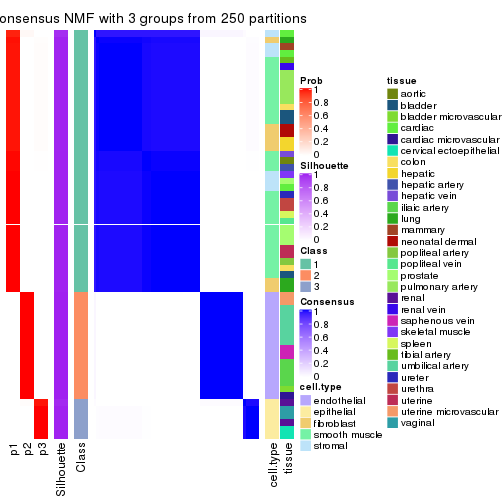 onsensus NMF with 3 groups from 250 partitions
p1
p2
p3
Silhouette
Class
cell.type
tissue
Prob
1
0.8
0.6
0.4
0.2
0
Silhouette
1
0.8
0.6
0.4
0.2
0
Class
1
2
3
Consensus
1
0.8
0.6
0.4
0.2
0
cell.type
endothelial
epithelial
fibroblast
smooth muscle
stromal
tissue
aortic
bladder
bladder microvascular
cardiac
cardiac microvascular
cervical ectoepithelial
colon
hepatic
hepatic artery
hepatic vein
iliaic artery
lung
mammary
neonatal dermal
popliteal artery
popliteal vein
prostate
pulmonary artery
renal
renal vein
saphenous vein
skeletal muscle
spleen
tibial artery
umbilical artery
ureter
urethra
uterine
uterine microvascular
vaginal